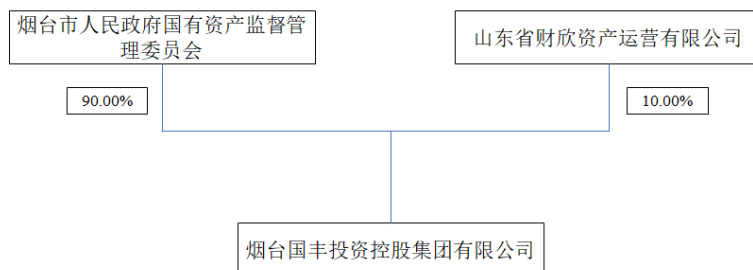 烟台市人民政府国有资产监督管
理委员会
山东省财欣资产运营有限公司
90.00%
10.00%
烟台国丰投资控股集团有限公司